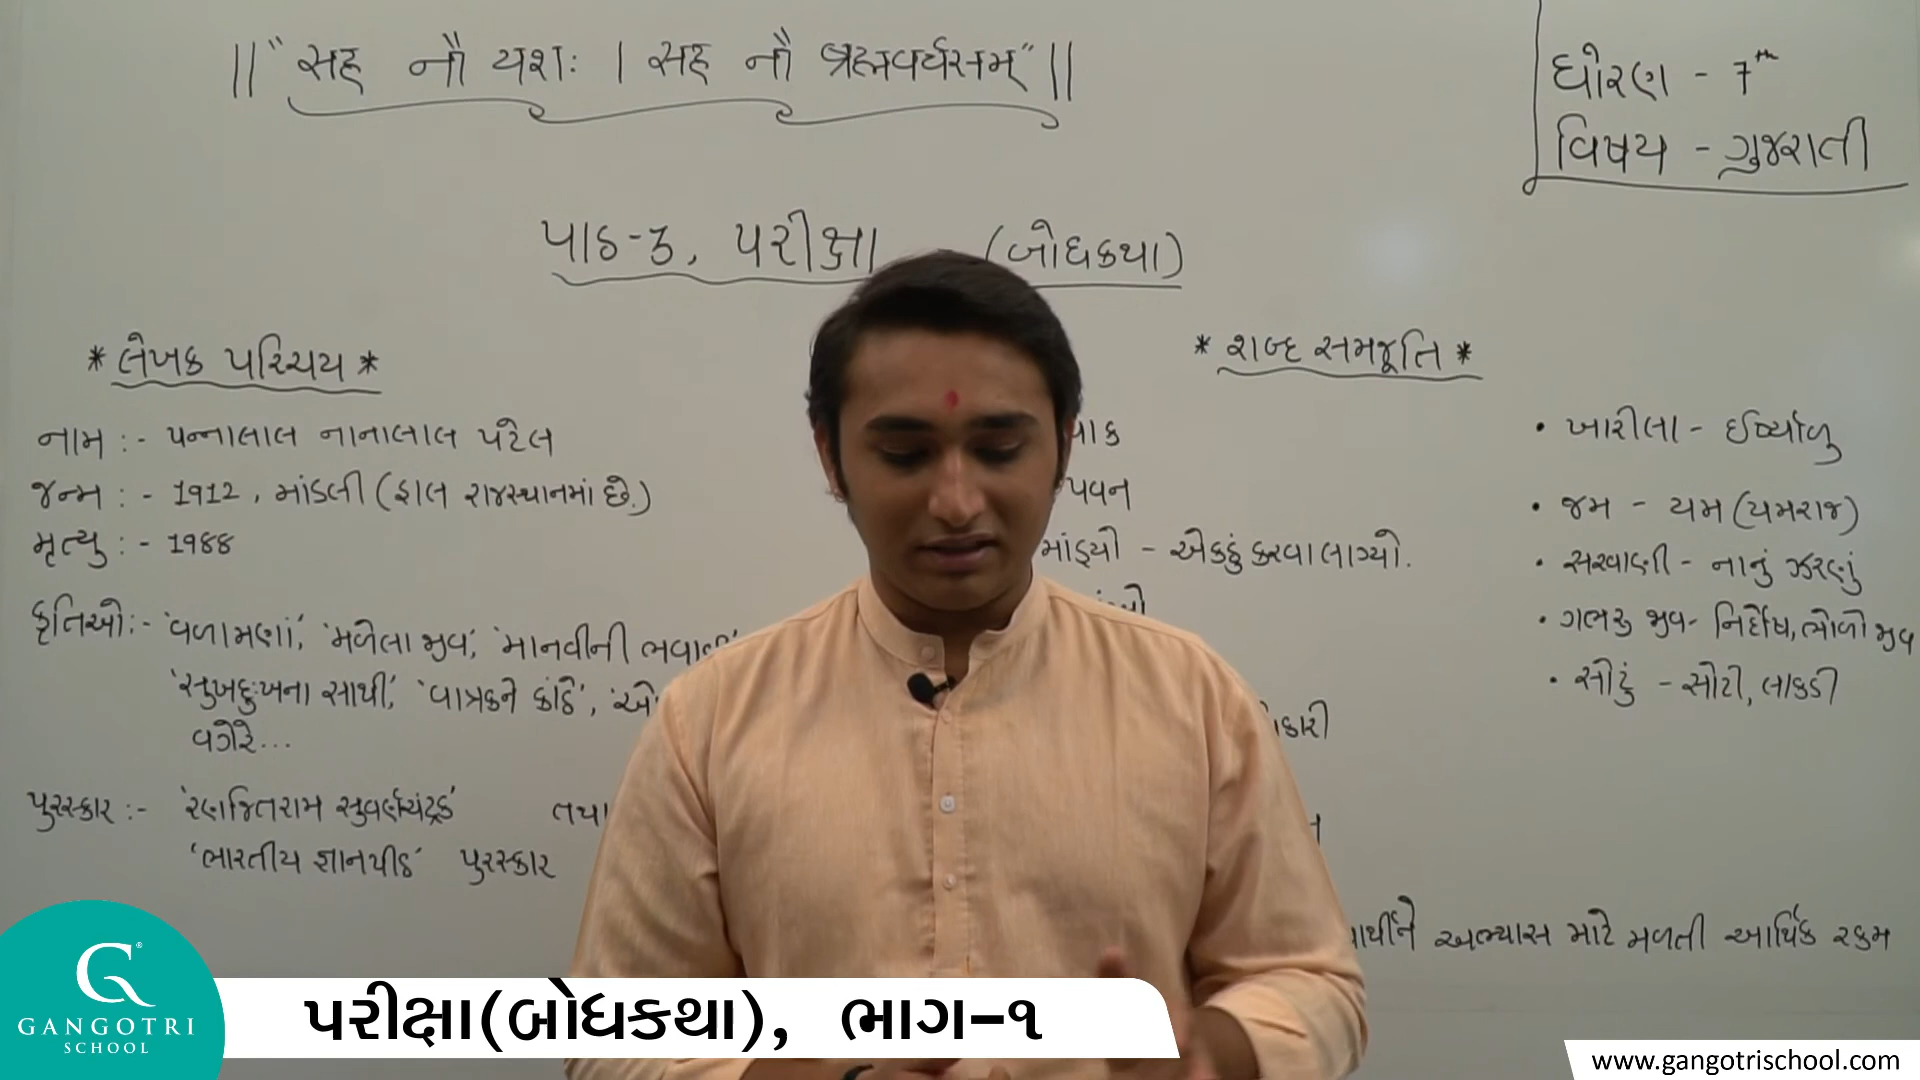 ||“सह नौ यशः । सह नौ ब्रह्मवर्चसम्”||
ધોરણ - 7th
વિષય - ગુજરાતી
પાઠ-૩, પરીક્ષા (બોધકથા)
* લેખક પરિચય *
નામ :- પન્નાલાલ નાનાલાલ પટેલ
જન્મ :- 1912, માંડલી (હાલ રાજસ્થાનમાં છે.)
મૃત્યુ :- 1988
કૃતિઓ:- 'વળામણાં', 'મળેલા જીવ', 'માનવીની
'સુખદુઃખના સાથી', 'વાત્રકને કાંઠે',
વગેરે...
પુરસ્કાર :- 'રણજિતરામ સુવર્ણચંદ્રક' તથા
'ભારતીય જ્ઞાનપીઠ' પુરસ્કાર
* શબ્દ સમજૂતિ *
પવન
માંડ્યો - એકઠું કરવા લાગ્યો.
• ખારીલા - ઈર્ષ્યાળુ
• જમ - યમ (યમરાજ)
• સરવાણી - નાનું ઝરણું
• ગભરુ જીવ - નિર્દોષ, ભોળો જીવ
• સોટું - સોટી, લાકડી
અભ્યાસ માટે મળતી આર્થિક રકમ
GANGOTRI
SCHOOL
પરીક્ષા(બોધકથા), ભાગ-૧
www.gangotrischool.com